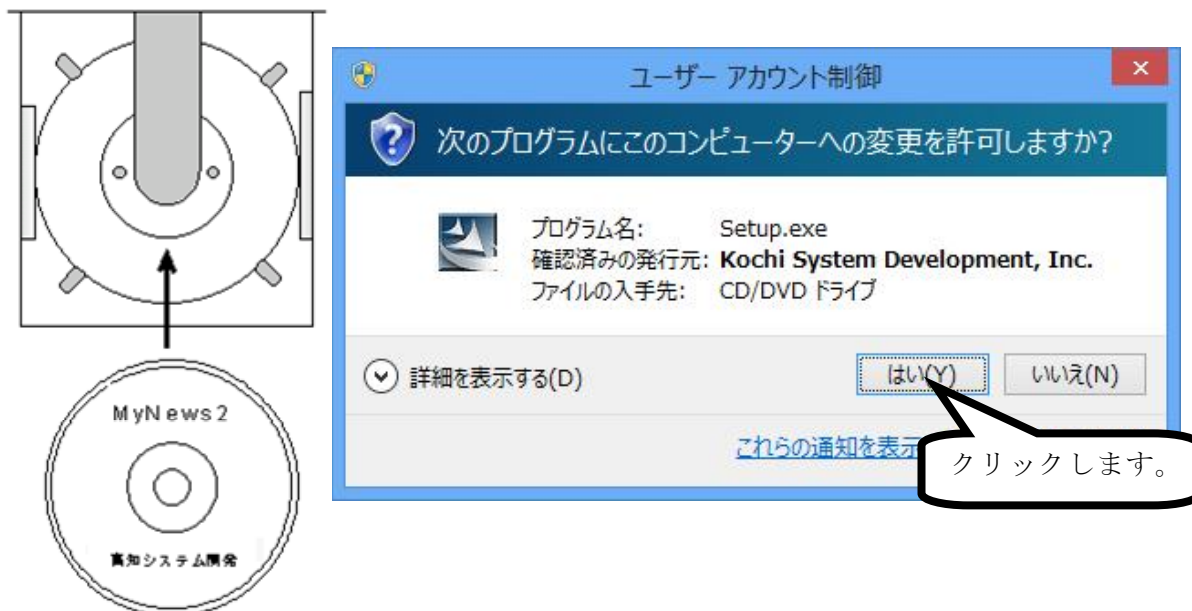 MyNews2
高知システム開発
ユーザー アカウント制御
次のプログラムにこのコンピューターへの変更を許可しますか?
プログラム名: Setup.exe
確認済みの発行元: Kochi System Development, Inc.
ファイルの入手先: CD/DVD ドライブ
詳細を表示する(D)
はい(Y) いいえ(N)
これらの通知を表示
クリックします。